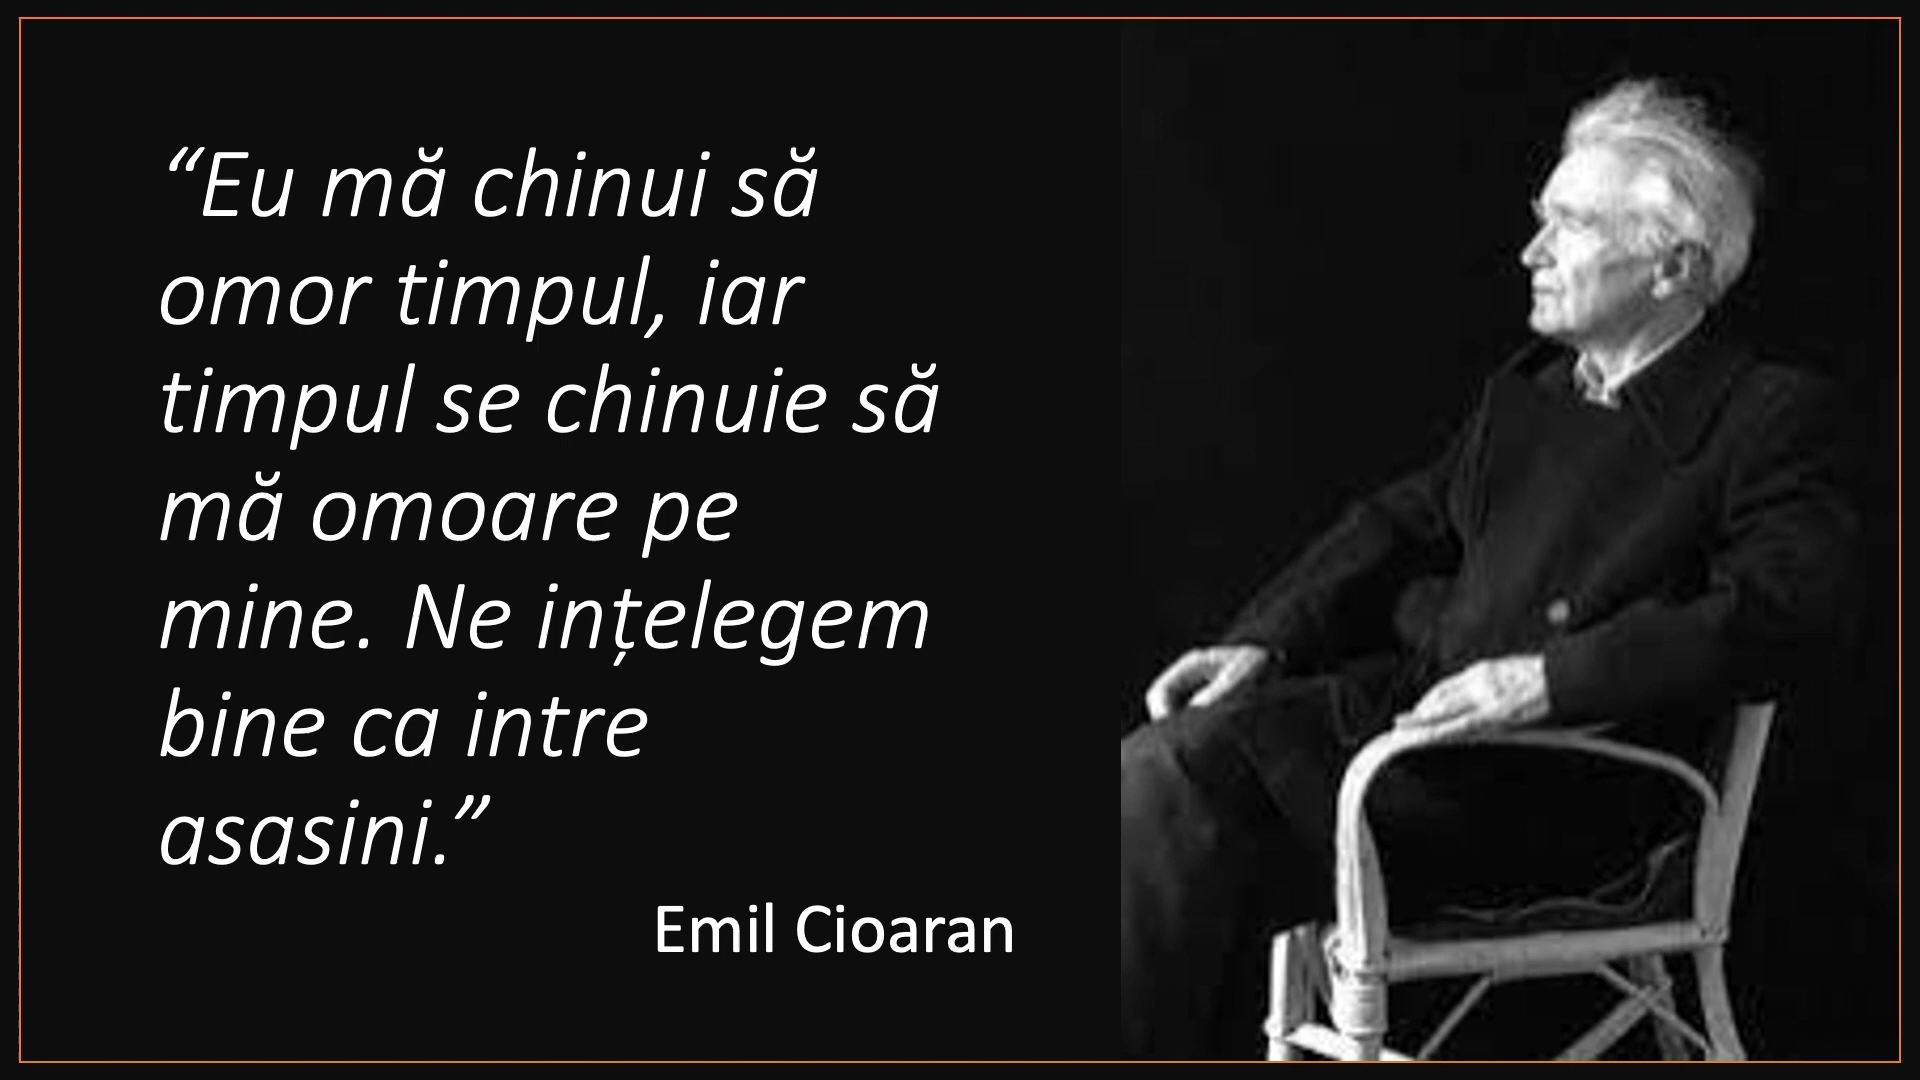 “Eu mă chinui să
omor timpul, iar
timpul se chinuie să
mă omoare pe
mine. Ne ințelegem
bine ca intre
asasini.”
Emil Cioaran